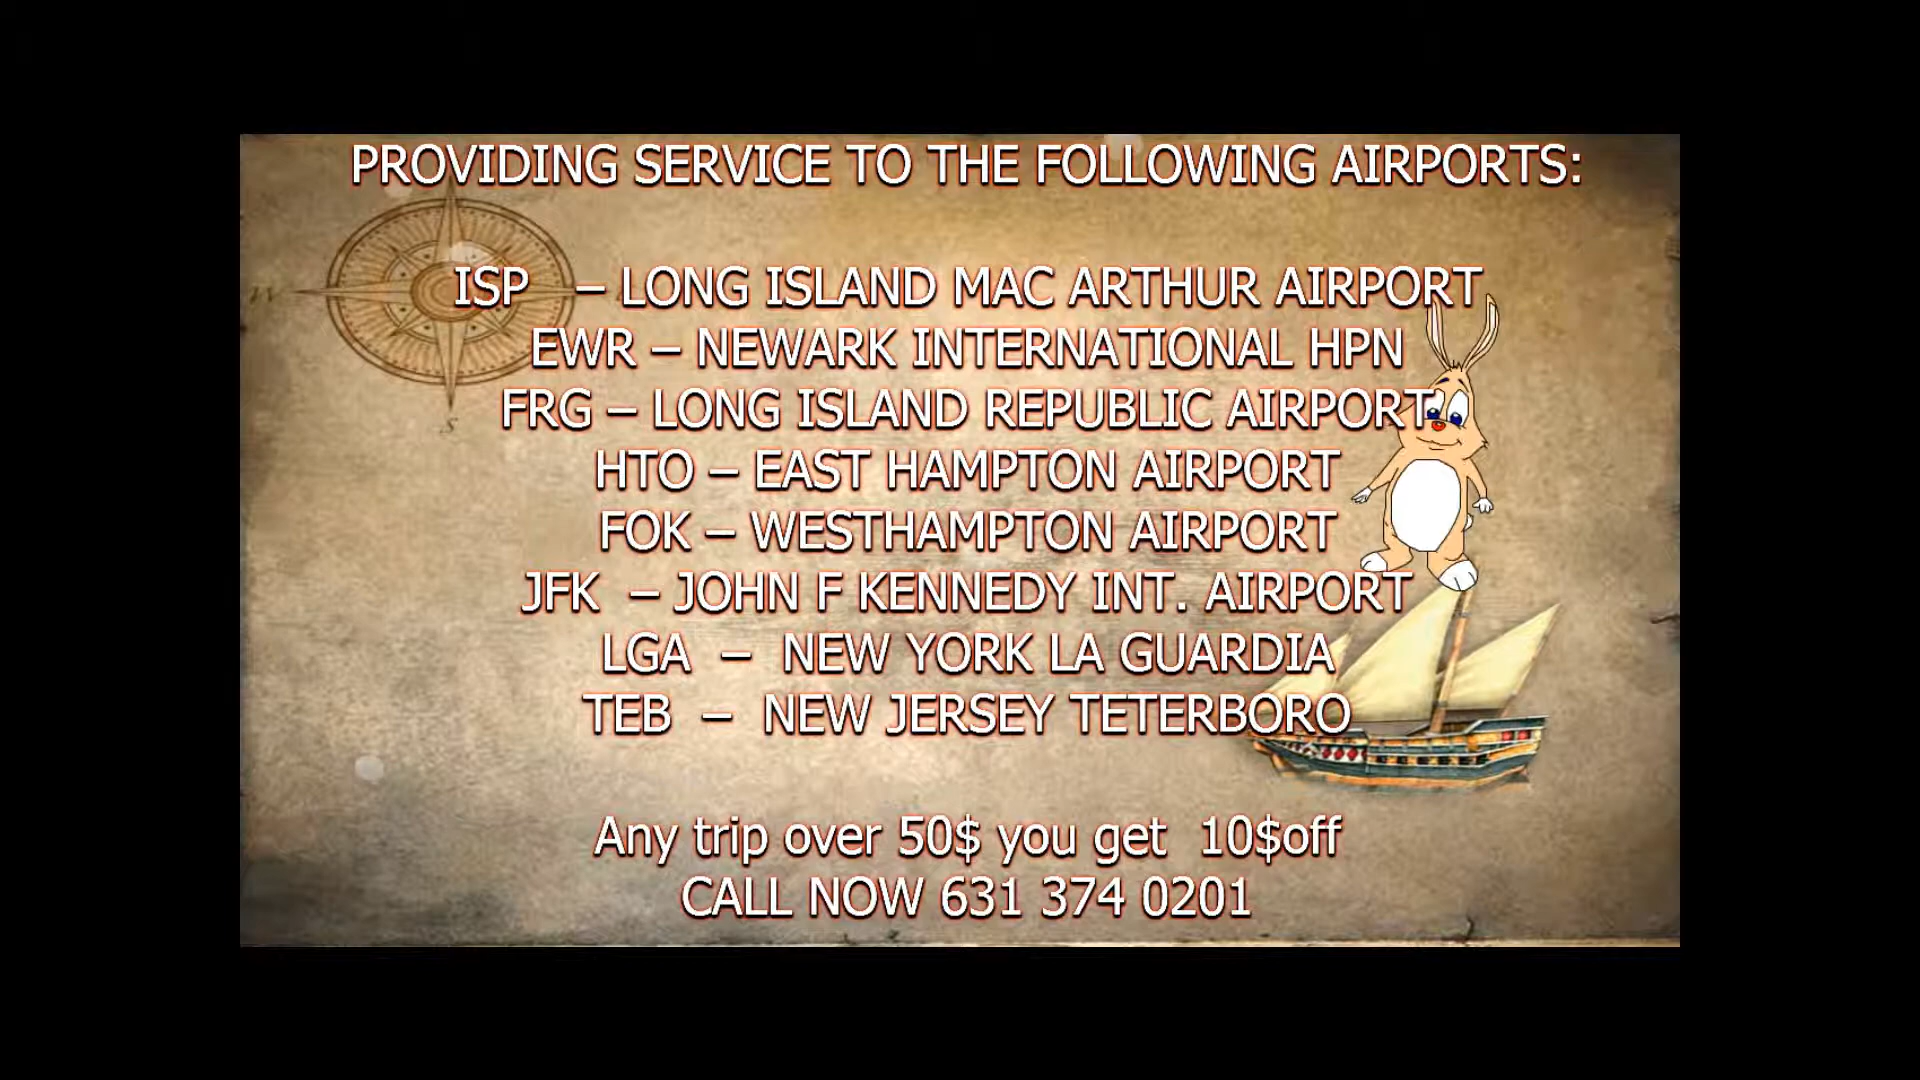 PROVIDING SERVICE TO THE FOLLOWING AIRPORTS:
ISP – LONG ISLAND MAC ARTHUR AIRPORT
EWR – NEWARK INTERNATIONAL HPN
FRG – LONG ISLAND REPUBLIC AIRPORT
HTO – EAST HAMPTON AIRPORT
FOK – WESTHAMPTON AIRPORT
JFK – JOHN F KENNEDY INT. AIRPORT
LGA – NEW YORK LA GUARDIA
TEB – NEW JERSEY TETERBORO
Any trip over 50$ you get 10$off
CALL NOW 631 374 0201
W
S